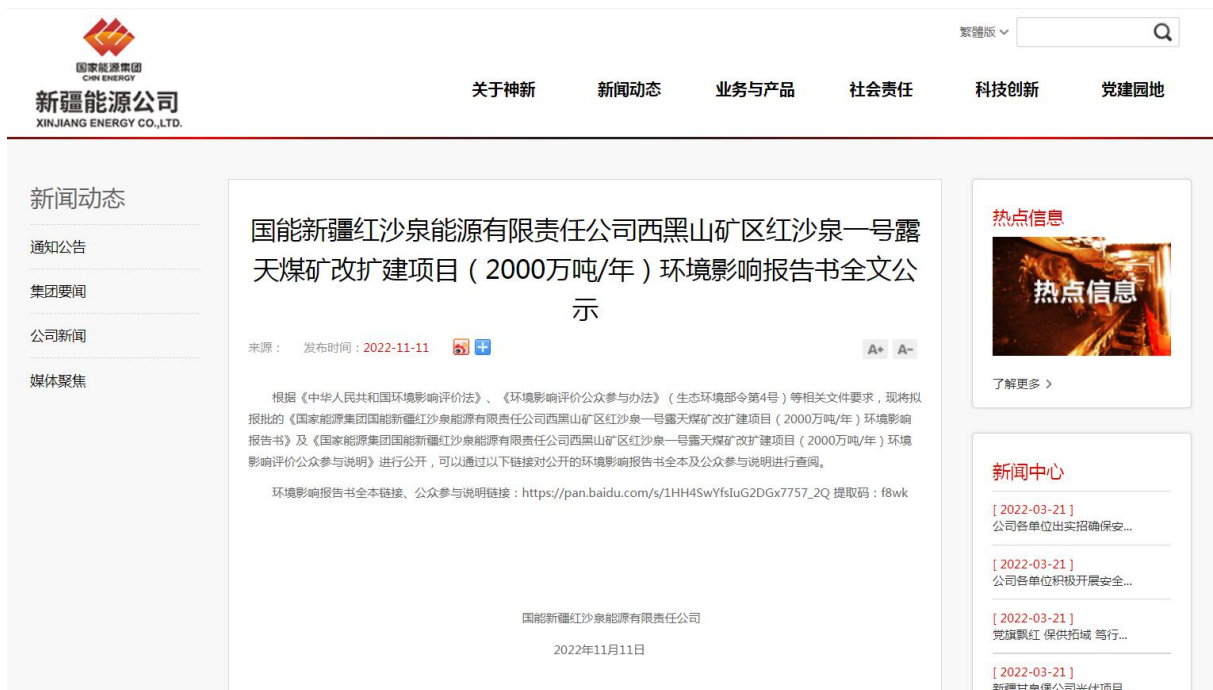 繁體版
国家能源集团
CHN ENERGY
新疆能源公司
XINJIANG ENERGY CO.,LTD.
关于神新 新闻动态 业务与产品 社会责任 科技创新 党建园地
新闻动态
通知公告
集团要闻
公司新闻
媒体聚焦
国能新疆红沙泉能源有限责任公司西黑山矿区红沙泉一号露
天煤矿改扩建项目（2000万吨/年）环境影响报告书全文公
示
来源： 发布时间：2022-11-11
A+ A-
根据《中华人民共和国环境影响评价法》、《环境影响评价公众参与办法》（生态环境部令第4号）等相关文件要求，现将拟
报批的《国家能源集团国能新疆红沙泉能源有限责任公司西黑山矿区红沙泉一号露天煤矿改扩建项目（2000万吨/年）环境影响
报告书》及《国家能源集团国能新疆红沙泉能源有限责任公司西黑山矿区红沙泉一号露天煤矿改扩建项目（2000万吨/年）环境
影响评价公众参与说明》进行公开，可以通过以下链接对公开的环境影响报告书全本及公众参与说明进行查阅。
环境影响报告书全本链接、公众参与说明链接：https://pan.baidu.com/s/1HH4SwYfsIuG2DGx7757_2Q 提取码：f8wk
国能新疆红沙泉能源有限责任公司
2022年11月11日
热点信息
热点信息
了解更多
新闻中心
[ 2022-03-21 ]
公司各单位出实招确保安...
[ 2022-03-21 ]
公司各单位积极开展安全...
[ 2022-03-21 ]
党旗飘红 保供拓域 笃行...
[ 2022-03-21 ]
新疆甘泉堡公司光伏项目